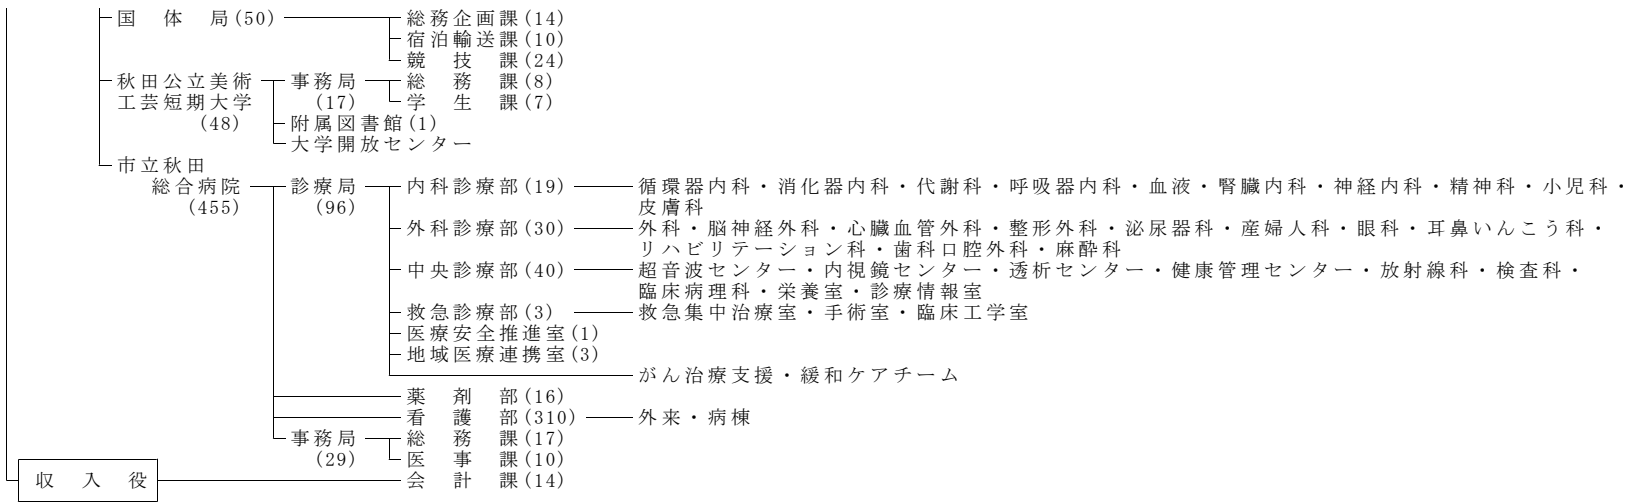 国体局(50) 総務企画課(14)
宿泊輸送課(10)
競技課(24)
秋田公立美術 事務局 総務課(8)
工芸短期大学 (17) 学生課(7)
(48) 附属図書館(1)
大学開放センター
市立秋田
総合病院 診療局 内科診療部(19) 循環器内科・消化器内科・代謝科・呼吸器内科・血液・腎臓内科・神経内科・精神科・小児科・
(455) (96) 皮膚科
外科診療部(30) 外科・脳神経外科・心臓血管外科・整形外科・泌尿器科・産婦人科・眼科・耳鼻いんこう科・
リハビリテーション科・歯科口腔外科・麻酔科
中央診療部(40) 超音波センター・内視鏡センター・透析センター・健康管理センター・放射線科・検査科・
臨床病理科・栄養室・診療情報室
救急診療部(3) 救急集中治療室・手術室・臨床工学室
医療安全推進室(1)
地域医療連携室(3)
がん治療支援・緩和ケアチーム
薬剤部(16)
看護部(310) 外来・病棟
事務局 総務課(17)
(29) 医事課(10)
収入役 会計課(14)